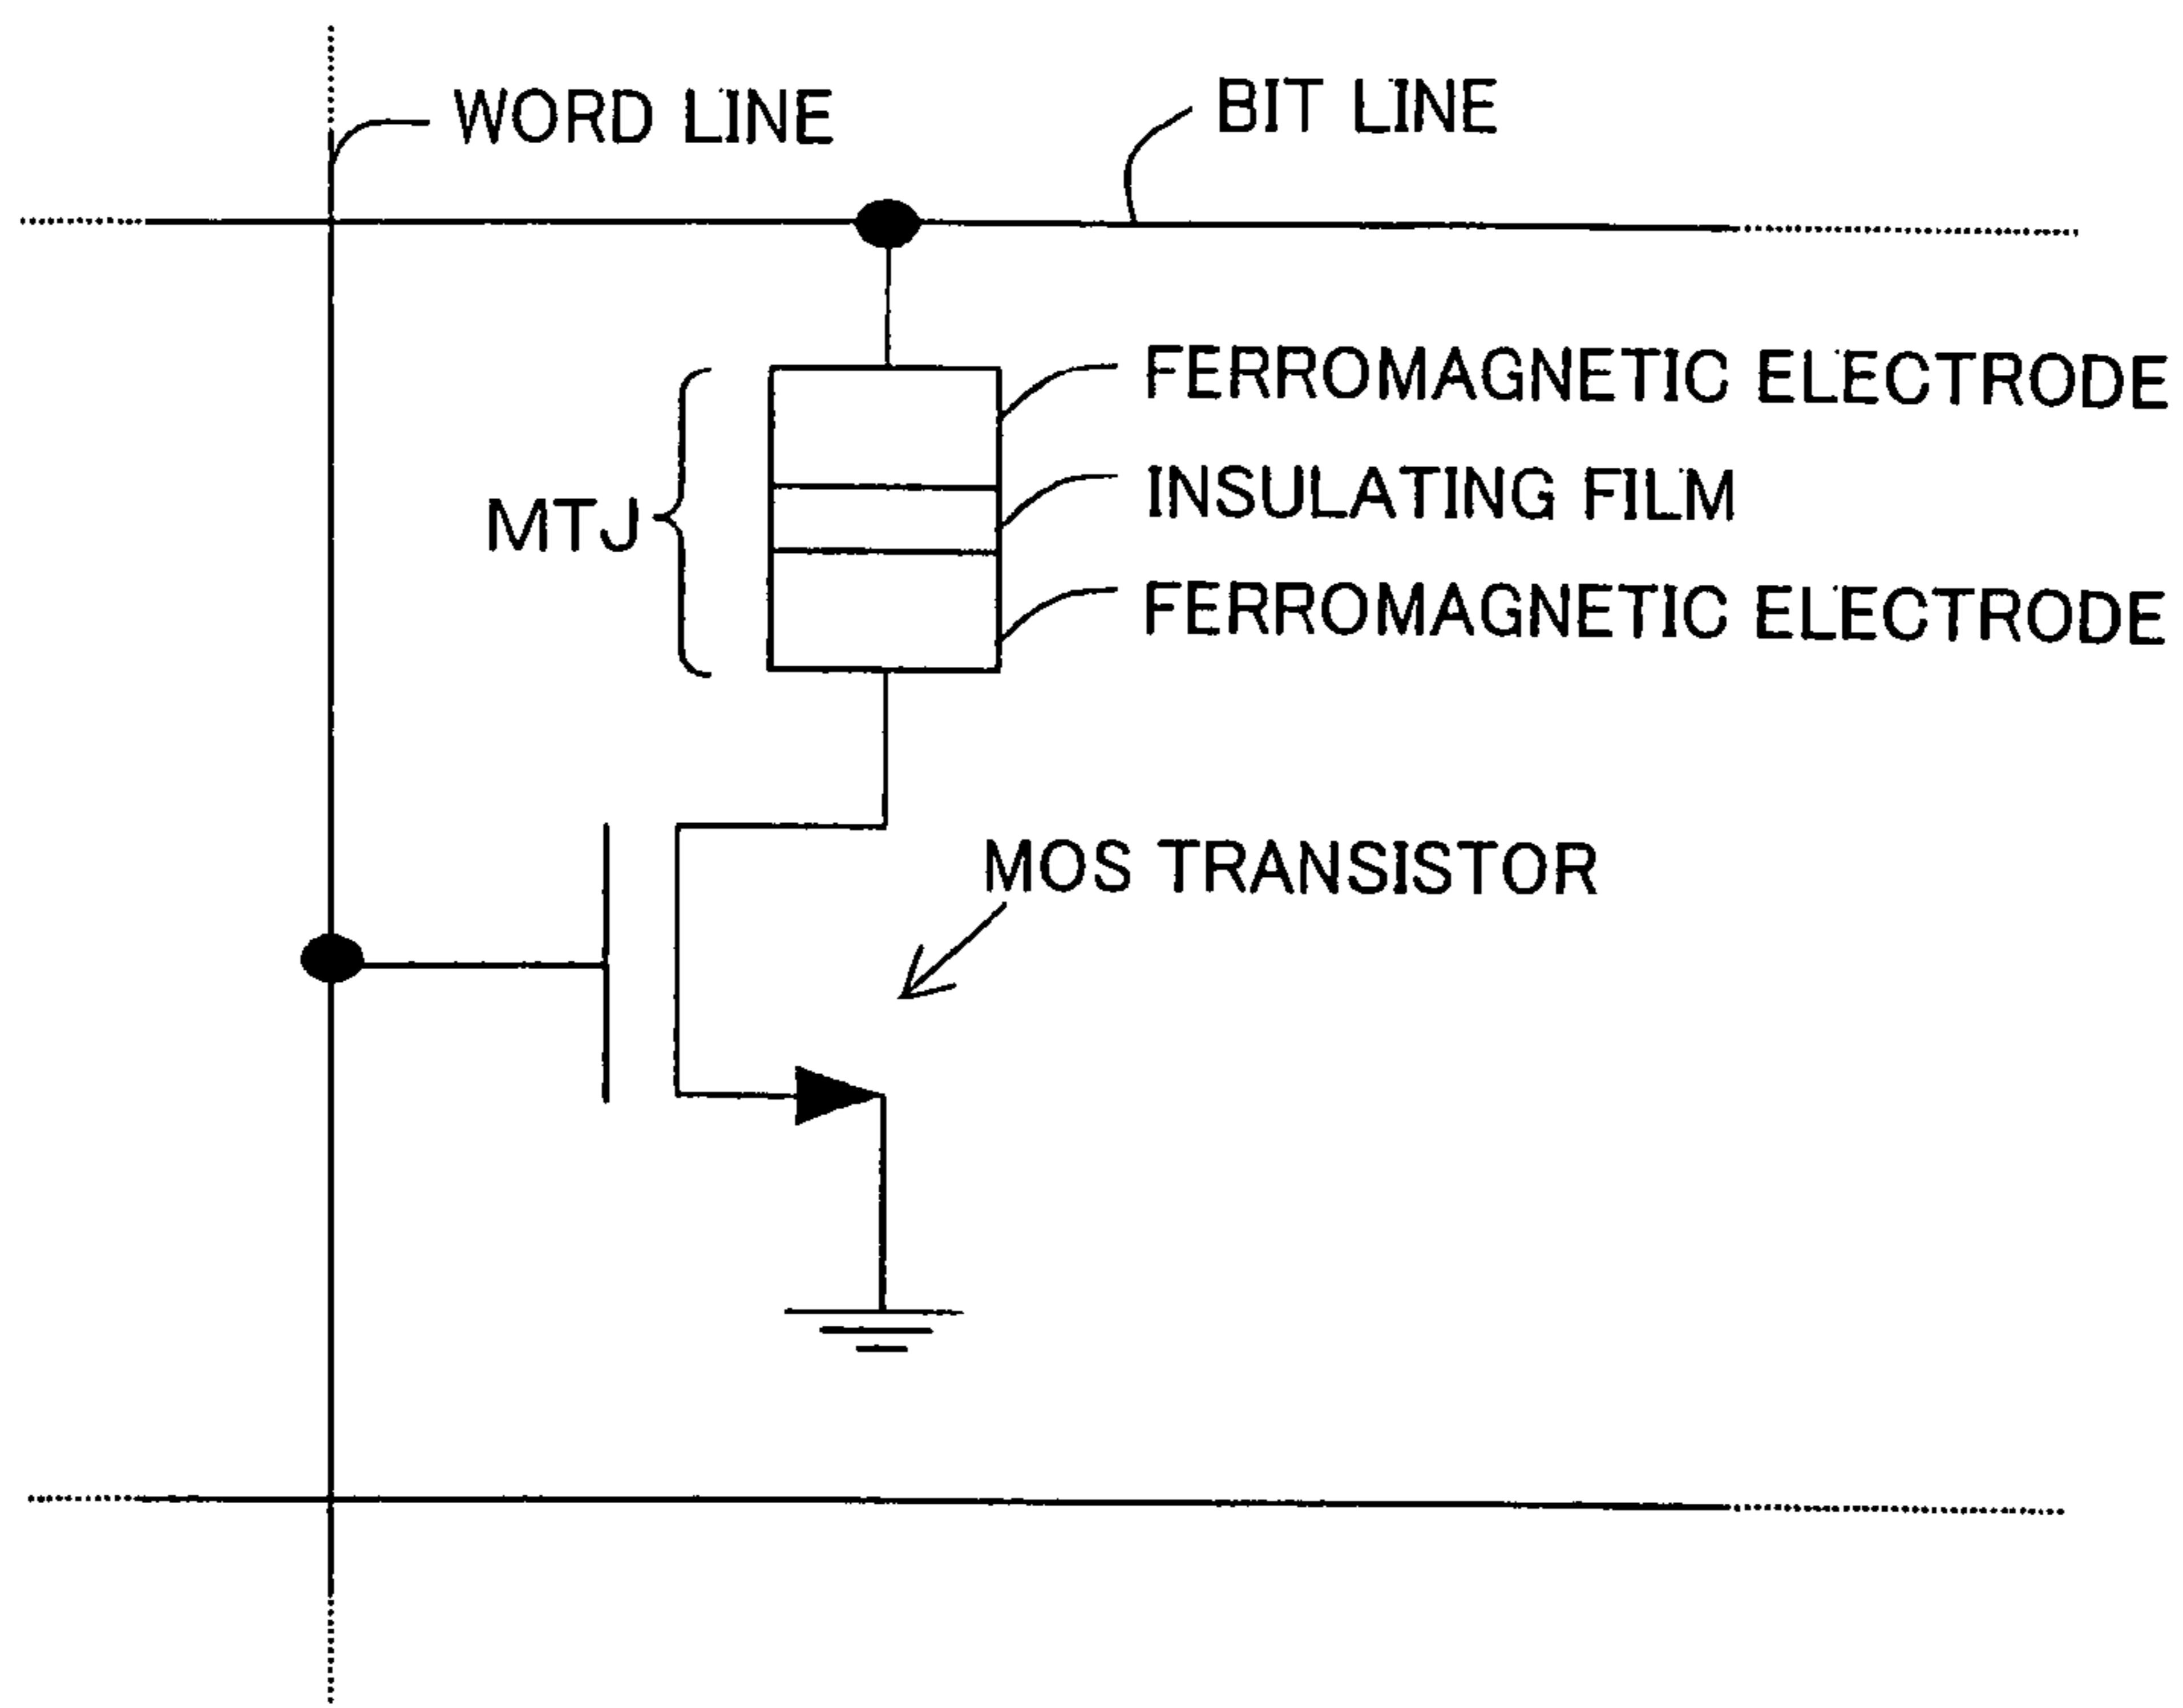 WORD LINE
BIT LINE
FERROMAGNETIC ELECTRODE
INSULATING FILM
MTJ
FERROMAGNETIC ELECTRODE
MOS TRANSISTOR